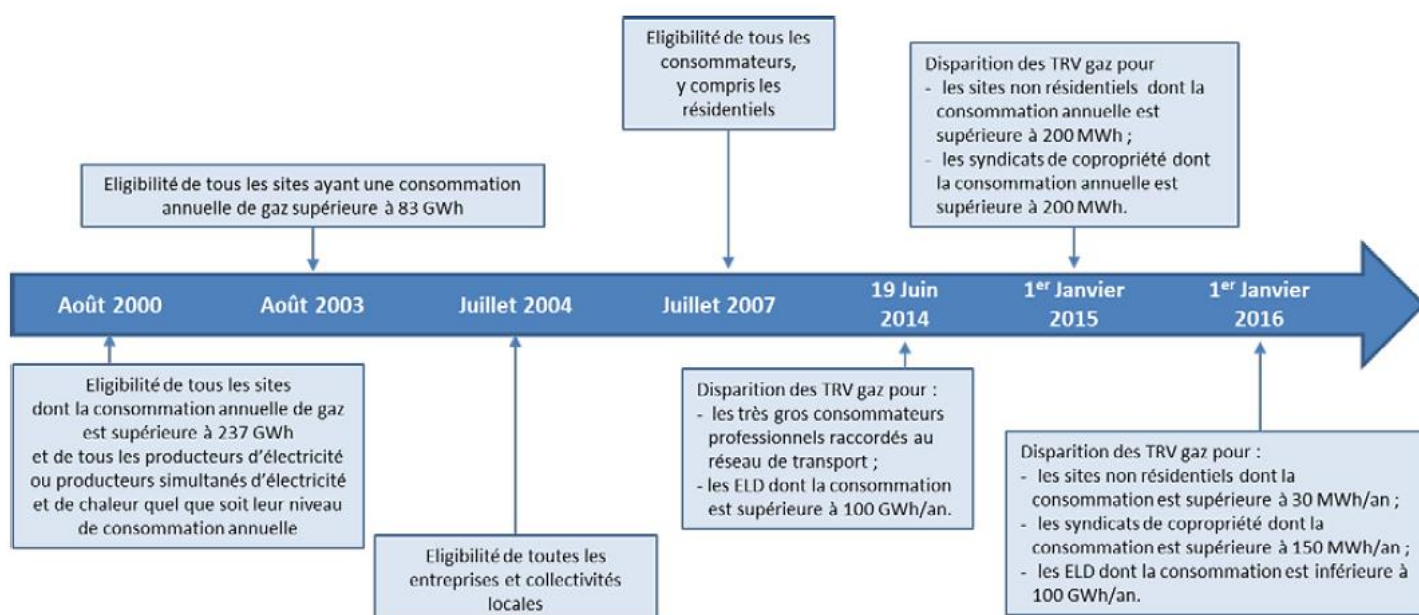 Eligibilité de tous les
consommateurs,
y compris les
résidentiels
Disparition des TRV gaz pour
- les sites non résidentiels dont la
consommation annuelle est
supérieure à 200 MWh ;
- les syndicats de copropriété dont
la consommation annuelle est
supérieure à 200 MWh.
Eligibilité de tous les sites ayant une consommation
annuelle de gaz supérieure à 83 GWh
Août 2000
Août 2003
Juillet 2004
Juillet 2007
19 Juin
2014
1er Janvier
2015
1er Janvier
2016
Eligibilité de tous les sites
dont la consommation annuelle de gaz
est supérieure à 237 GWh
et de tous les producteurs d'électricité
ou producteurs simultanés d'électricité
et de chaleur quel que soit leur niveau
de consommation annuelle
Eligibilité de toutes les
entreprises et collectivités
locales
Disparition des TRV gaz pour :
- les très gros consommateurs
professionnels raccordés au
réseau de transport ;
- les ELD dont la consommation
est supérieure à 100 GWh/an.
Disparition des TRV gaz pour :
- les sites non résidentiels dont la
consommation est supérieure à 30 MWh/an ;
- les syndicats de copropriété dont la
consommation est supérieure à 150 MWh/an ;
- les ELD dont la consommation est inférieure à
100 GWh/an.